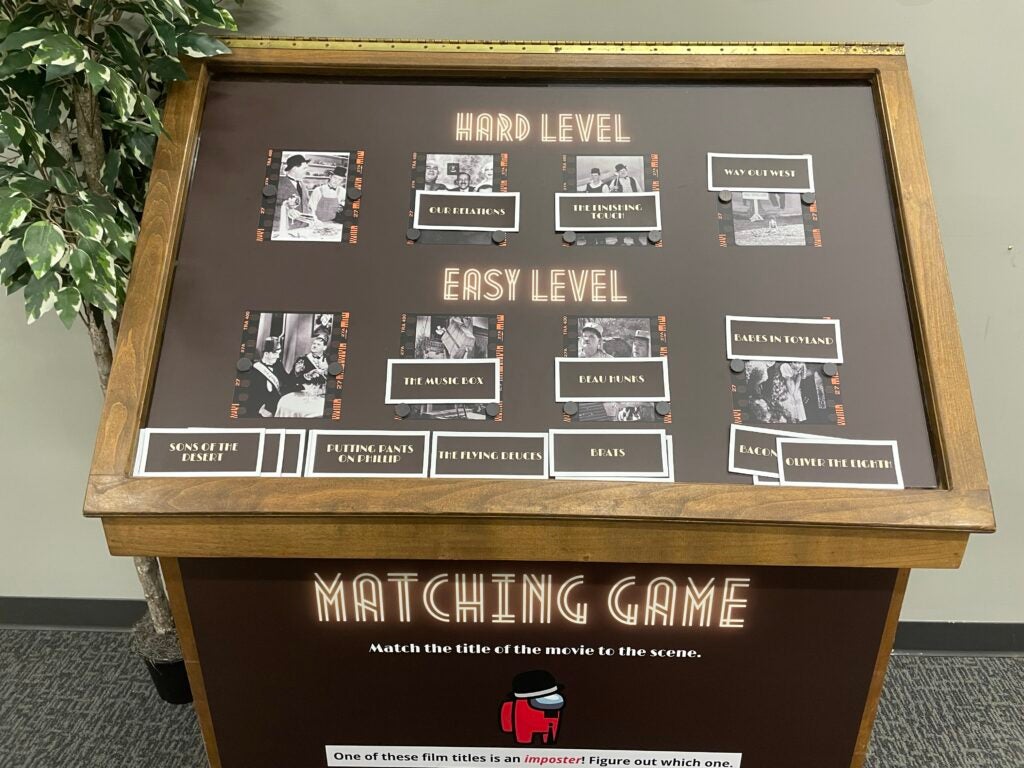 HARD LEVEL
OUR RELATIONS
THE FINISHING
TOUCH
WAY OUT WEST
EASY LEVEL
THE MUSIC BOX
BEAU HUNKS
BABES IN TOYLAND
SONS OF THE
DESERT
PUTTING PANTS
ON PHILLIP
THE FLYING DEUCES
BRATS
BACON
OLIVER THE EIGHTH
MATCHING GAME
Match the title of the movie to the scene.
One of these film titles is an imposter! Figure out which one.